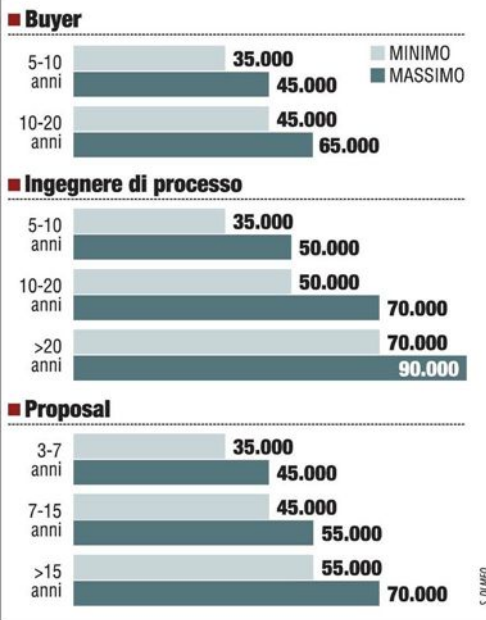 Buyer
MINIMO
MASSIMO
5-10
anni
35.000
45.000
10-20
anni
45.000
65.000
Ingegnere di processo
5-10
anni
35.000
50.000
10-20
anni
50.000
70.000
>20
anni
70.000
90.000
Proposal
3-7
anni
35.000
45.000
7-15
anni
45.000
55.000
>15
anni
55.000
70.000